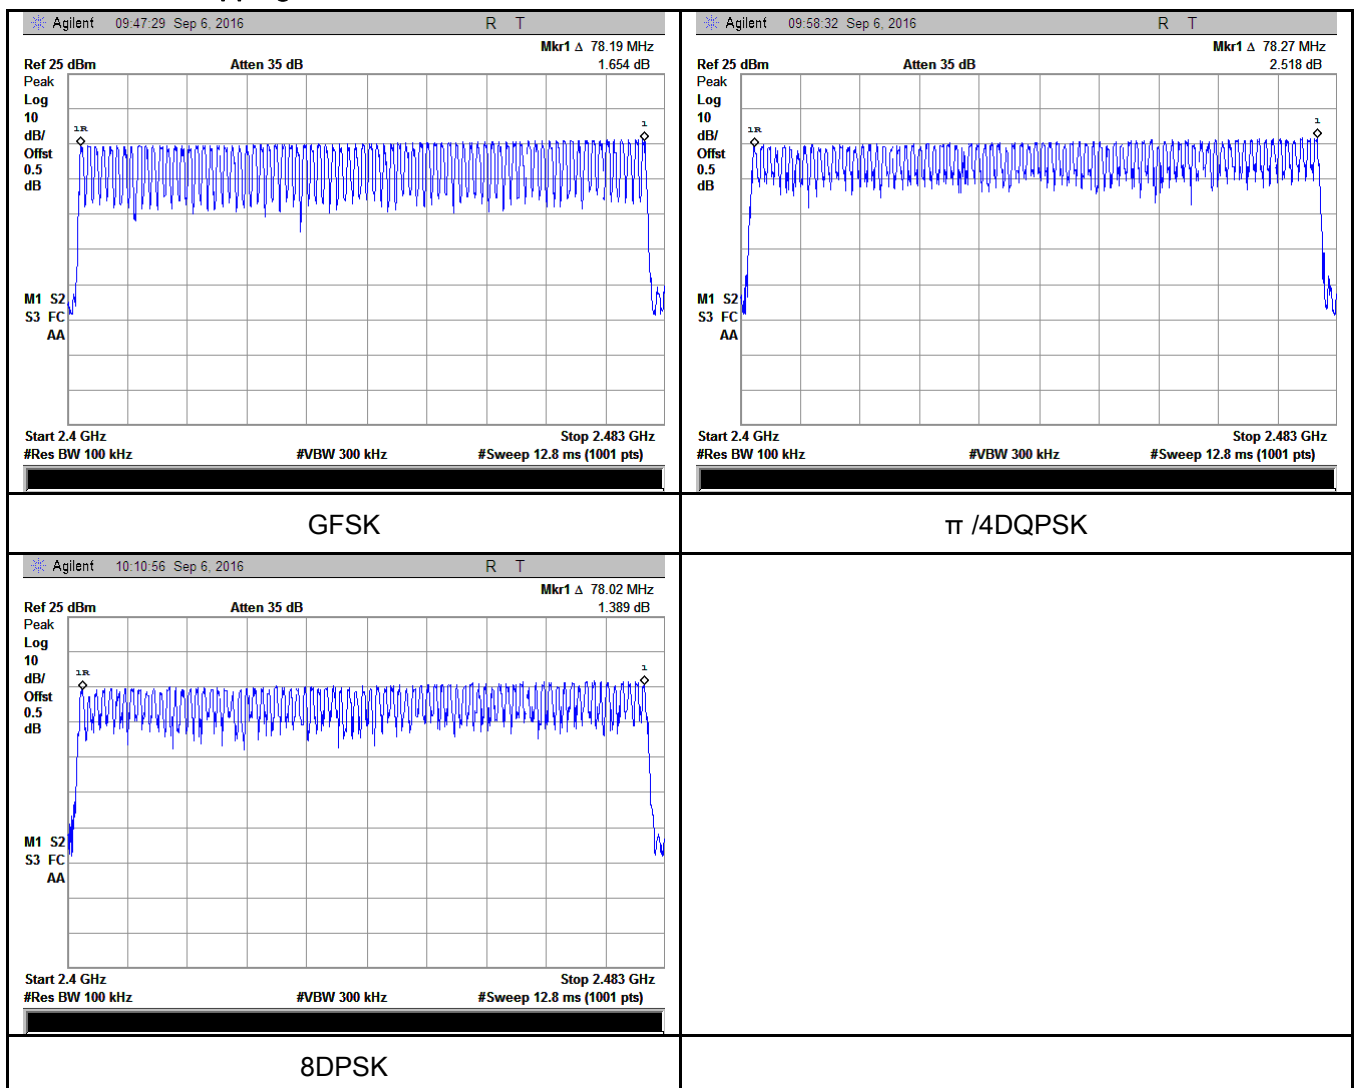 Agilent 09:47:29 Sep 6, 2016 R T
Mkr1 Δ 78.19 MHz
Ref 25 dBm Atten 35 dB 1.654 dB
Peak
Log
10
dB/
Offst
0.5
dB
1R
1
M1 S2
S3 FC
AA
Start 2.4 GHz Stop 2.483 GHz
#Res BW 100 kHz #VBW 300 kHz #Sweep 12.8 ms (1001 pts)
GFSK
Agilent 09:58:32 Sep 6, 2016 R T
Mkr1 Δ 78.27 MHz
Ref 25 dBm Atten 35 dB 2.518 dB
Peak
Log
10
dB/
Offst
0.5
dB
1R
1
M1 S2
S3 FC
AA
Start 2.4 GHz Stop 2.483 GHz
#Res BW 100 kHz #VBW 300 kHz #Sweep 12.8 ms (1001 pts)
π /4DQPSK
Agilent 10:10:56 Sep 6, 2016 R T
Mkr1 Δ 78.02 MHz
Ref 25 dBm Atten 35 dB 1.389 dB
Peak
Log
10
dB/
Offst
0.5
dB
1R
1
M1 S2
S3 FC
AA
Start 2.4 GHz Stop 2.483 GHz
#Res BW 100 kHz #VBW 300 kHz #Sweep 12.8 ms (1001 pts)
8DPSK